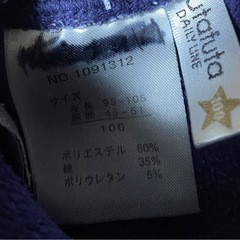 NO.1091312
サイズ
身長 95-105
胸囲 49-51
100
ポリエステル 60%
綿 35%
ポリウレタン 5%
utafuta
DAILY LINE
100